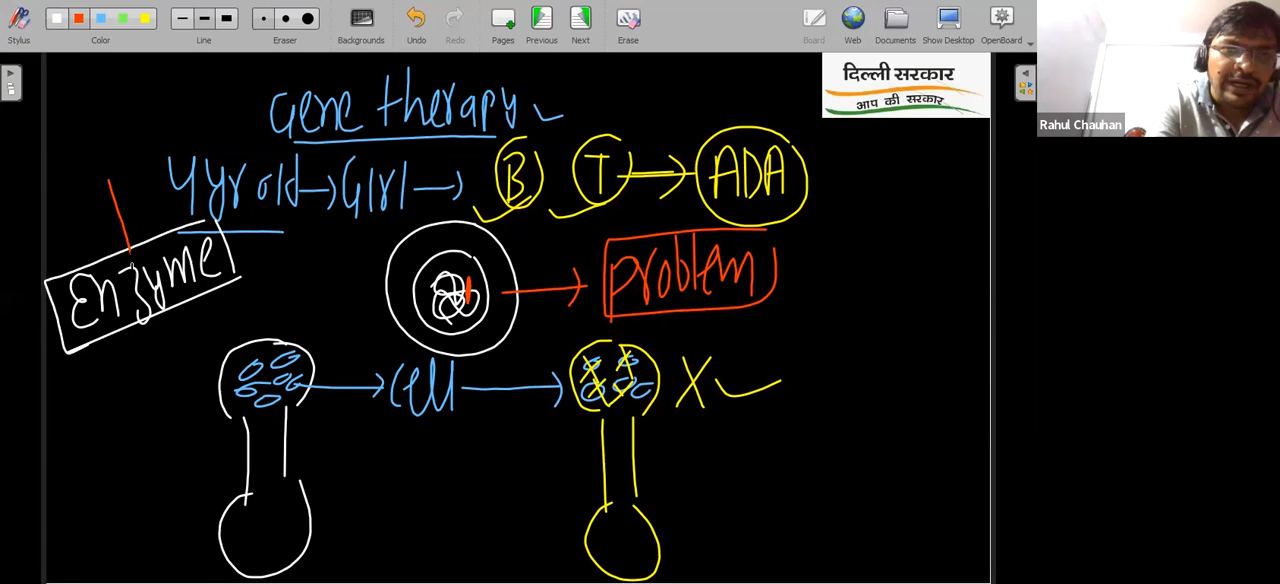 Stylus
Color
Line
Eraser
Backgrounds
Undo
Redo
Pages
Previous
Next
Erase
Board
Web
Documents
Show Desktop
OpenBoard
दिल्ली सरकार
आप की सरकार
Rahul Chauhan
Gene therapy
4yr old → Girl → B T → ADA
Enzyme
Problem
Cell
X